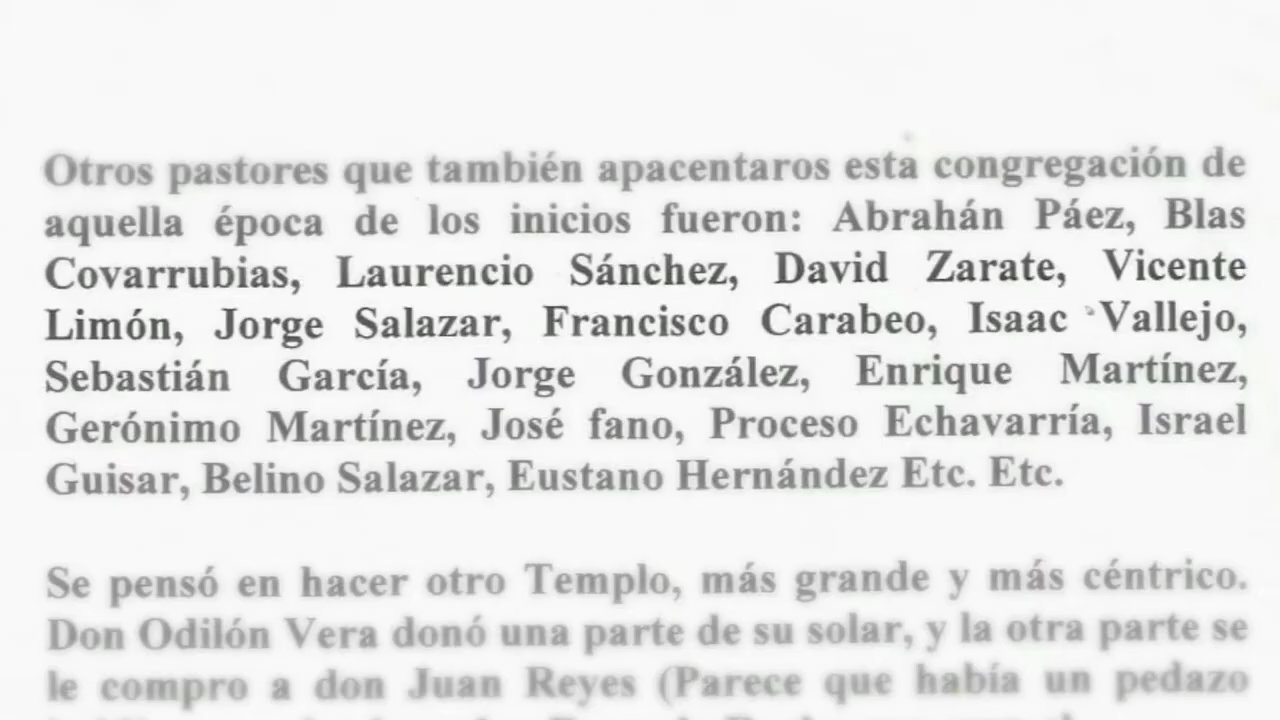 Otros pastores que también apacentaros esta congregación de
aquella época de los inicios fueron: Abrahán Páez, Blas
Covarrubias, Laurencio Sánchez, David Zarate, Vicente
Limón, Jorge Salazar, Francisco Carabeo, Isaac Vallejo,
Sebastián García, Jorge González, Enrique Martínez,
Gerónimo Martínez, José fano, Proceso Echavarría, Israel
Guisar, Belino Salazar, Eustano Hernández Etc. Etc.
Se pensó en hacer otro Templo, más grande y más céntrico.
Don Odilón Vera donó una parte de su solar, y la otra parte se
le compro a don Juan Reyes (Parece que había un pedazo